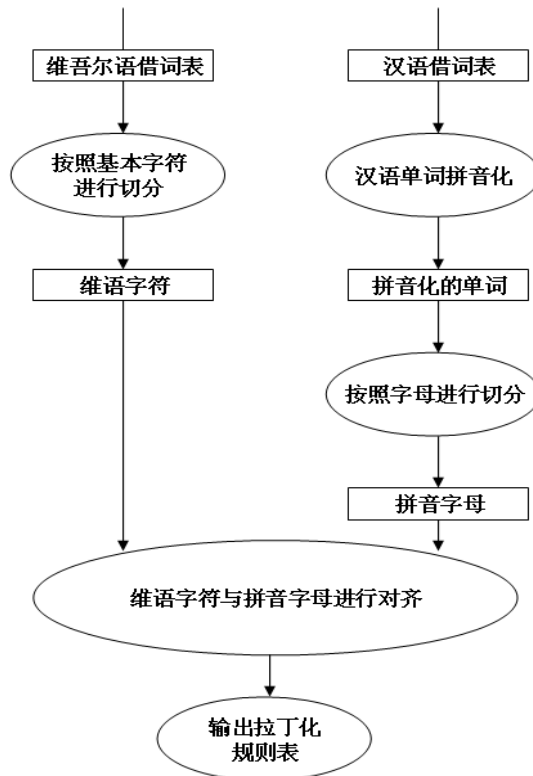 维吾尔语借词表
汉语借词表
按照基本字符
进行切分
汉语单词拼音化
维语字符
拼音化的单词
按照字母进行切分
拼音字母
维语字符与拼音字母进行对齐
输出拉丁化
规则表